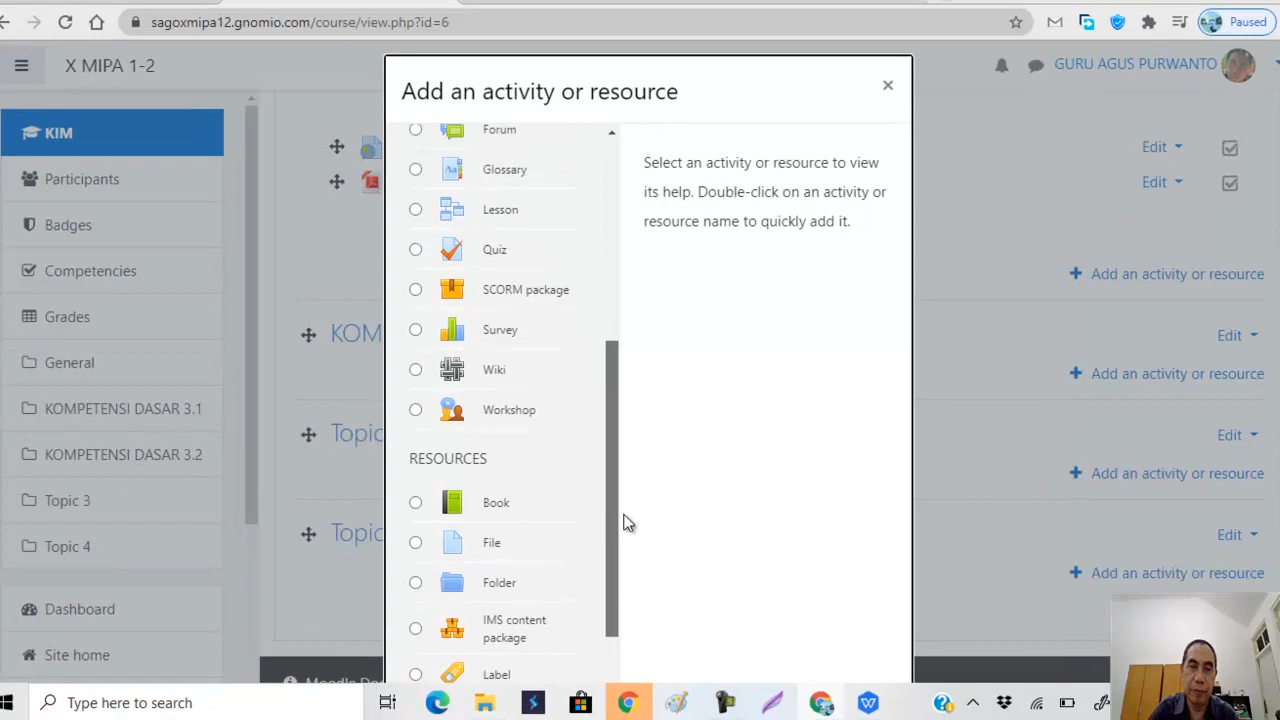 sagoxmipa12.gnomio.com/course/view.php?id=6
Paused
X MIPA 1-2
GURU AGUS PURWANTO
KIM
Participants
Badges
Competencies
Grades
General
KOMPETENSI DASAR 3.1
KOMPETENSI DASAR 3.2
Topic 3
Topic 4
Dashboard
Site home
Add an activity or resource
×
Forum
Glossary
Lesson
Quiz
SCORM package
Survey
Wiki
Workshop
RESOURCES
Book
File
Folder
IMS content
package
Label
Select an activity or resource to view
its help. Double-click on an activity or
resource name to quickly add it.
Edit
Edit
Add an activity or resource
KOM
Edit
Add an activity or resource
Topic
Edit
Add an activity or resource
Topic
Edit
Add an activity or resource
Type here to search